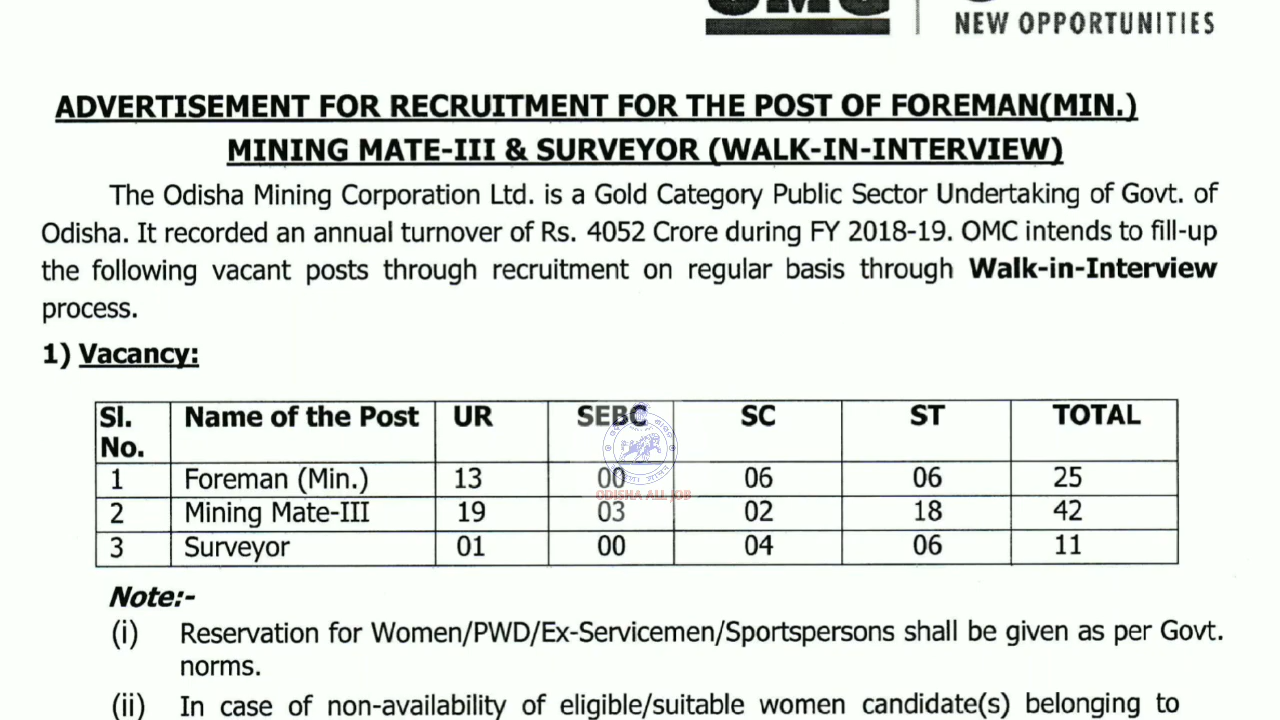 OMC
NEW OPPORTUNITIES
ADVERTISEMENT FOR RECRUITMENT FOR THE POST OF FOREMAN(MIN.)
MINING MATE-III & SURVEYOR (WALK-IN-INTERVIEW)
The Odisha Mining Corporation Ltd. is a Gold Category Public Sector Undertaking of Govt. of
Odisha. It recorded an annual turnover of Rs. 4052 Crore during FY 2018-19. OMC intends to fill-up
the following vacant posts through recruitment on regular basis through Walk-in-Interview
process.
1) Vacancy:
Sl. No. Name of the Post UR SEBC SC ST TOTAL
1 Foreman (Min.) 13 00 06 06 25
ODISHA ALL JOB
2 Mining Mate-III 19 03 02 18 42
3 Surveyor 01 00 04 06 11
Note:-
(i) Reservation for Women/PWD/Ex-Servicemen/Sportspersons shall be given as per Govt.
norms.
(ii) In case of non-availability of eligible/suitable women candidate(s) belonging to